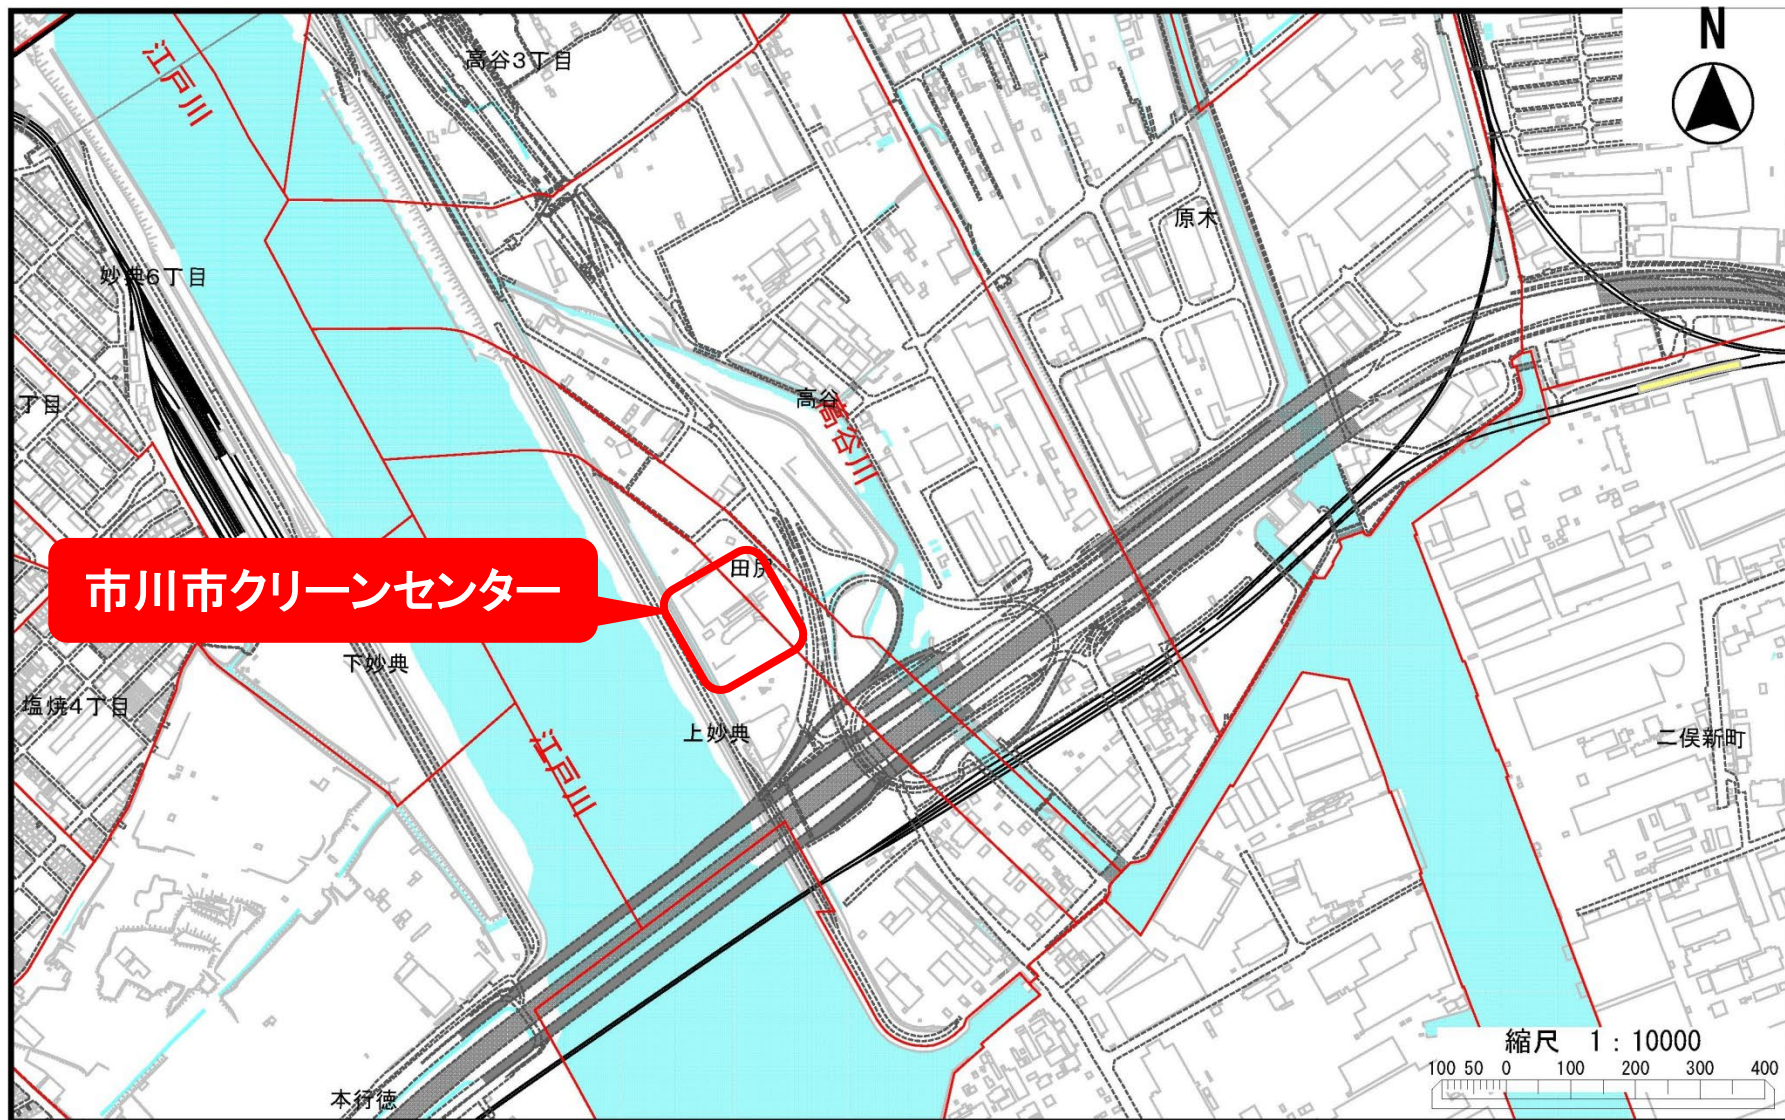 N
江戸川
高谷3丁目
原木
妙典6丁目
丁目
高谷
高谷川
田尻
市川市クリーンセンター
下妙典
塩焼4丁目
上妙典
江戸川
二俣新町
本行徳
縮尺 1:10000
100 50 0 100 200 300 400